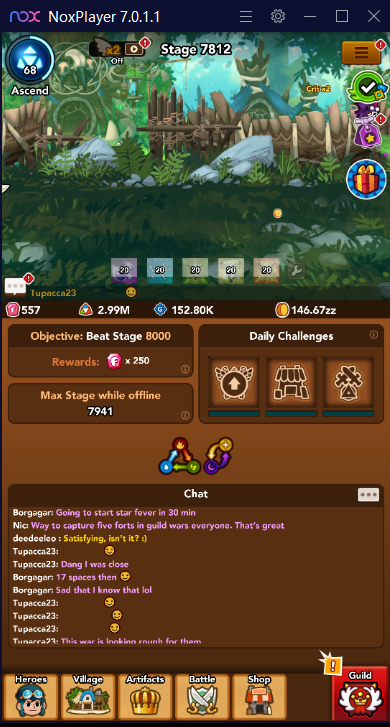 nox NoxPlayer 7.0.1.1
x2
Off
Stage 7812
68
Ascend
Crit x2
20 20 20 20 20
Tupacca23
557 2.99M 152.80K 146.67zz
Objective: Beat Stage 8000
Rewards: x 250
Daily Challenges
Max Stage while offline
7941
Chat
Borgagar: Going to start star fever in 30 min
Nic: Way to capture five forts in guild wars everyone. That's great
deedeeleo : Satisfying, isn't it? :)
Tupacca23:
Tupacca23: Dang I was close
Borgagar: 17 spaces then
Borgagar: Sad that I know that lol
Tupacca23:
Tupacca23:
Tupacca23:
Tupacca23: This war is looking rough for them
Heroes
Village
Artifacts
Battle
Shop
Guild